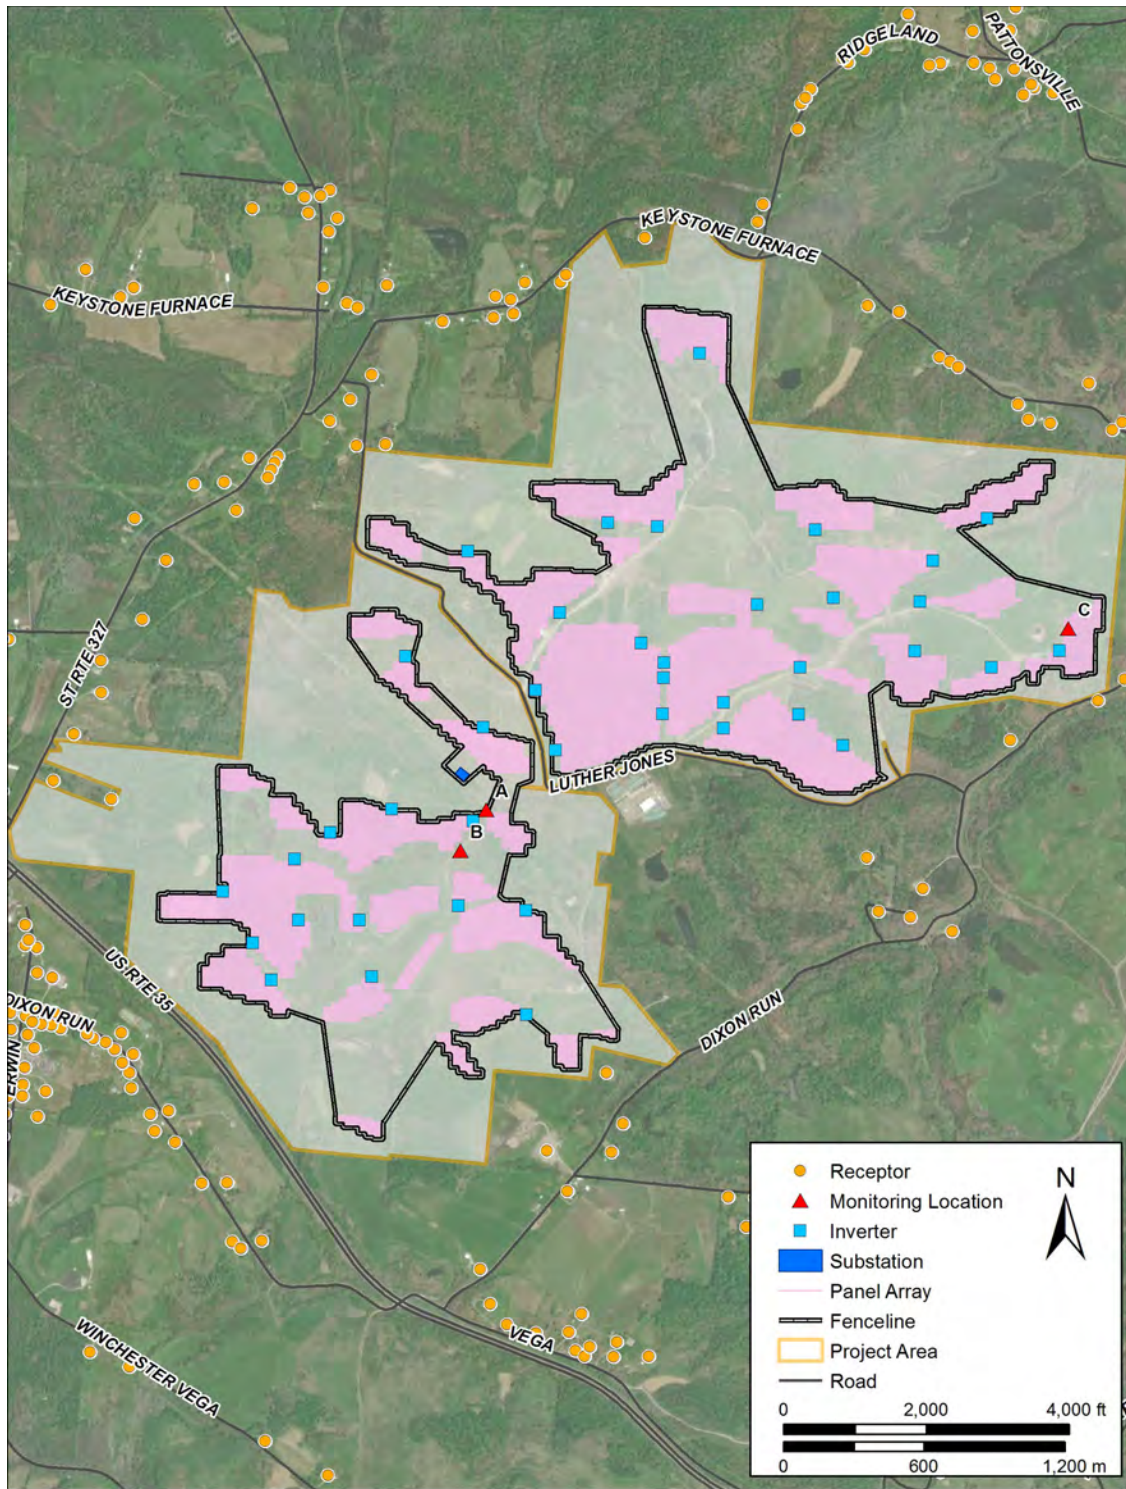 RIDGELAND
PATTONSVILLE
KEYSTONE FURNACE
KEYSTONE FURNACE
ST RTE 327
C
LUTHER JONES
A
B
US RTE 35
DIXON RUN
DIXON RUN
ERWIN
VEGA
WINCHESTER VEGA
N
Receptor
Monitoring Location
Inverter
Substation
Panel Array
Fenceline
Project Area
Road
0 2,000 4,000 ft
0 600 1,200 m